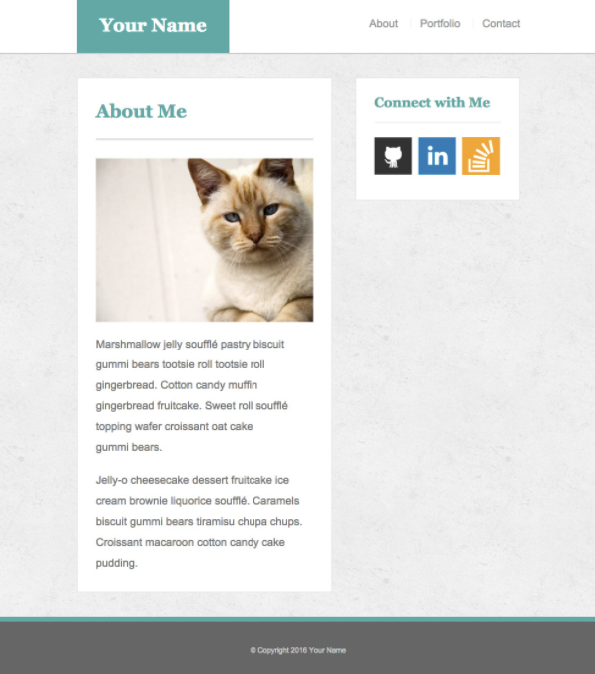 Your Name
About
Portfolio
Contact
About Me
Marshmallow jelly soufflé pastry biscuit
gummi bears tootsie roll tootsie roll
gingerbread. Cotton candy muffin
gingerbread fruitcake. Sweet roll soufflé
topping wafer croissant oat cake
gummi bears.
Jelly-o cheesecake dessert fruitcake ice
cream brownie liquorice soufflé. Caramels
biscuit gummi bears tiramisu chupa chups.
Croissant macaroon cotton candy cake
pudding.
Connect with Me
in
© Copyright 2016 Your Name